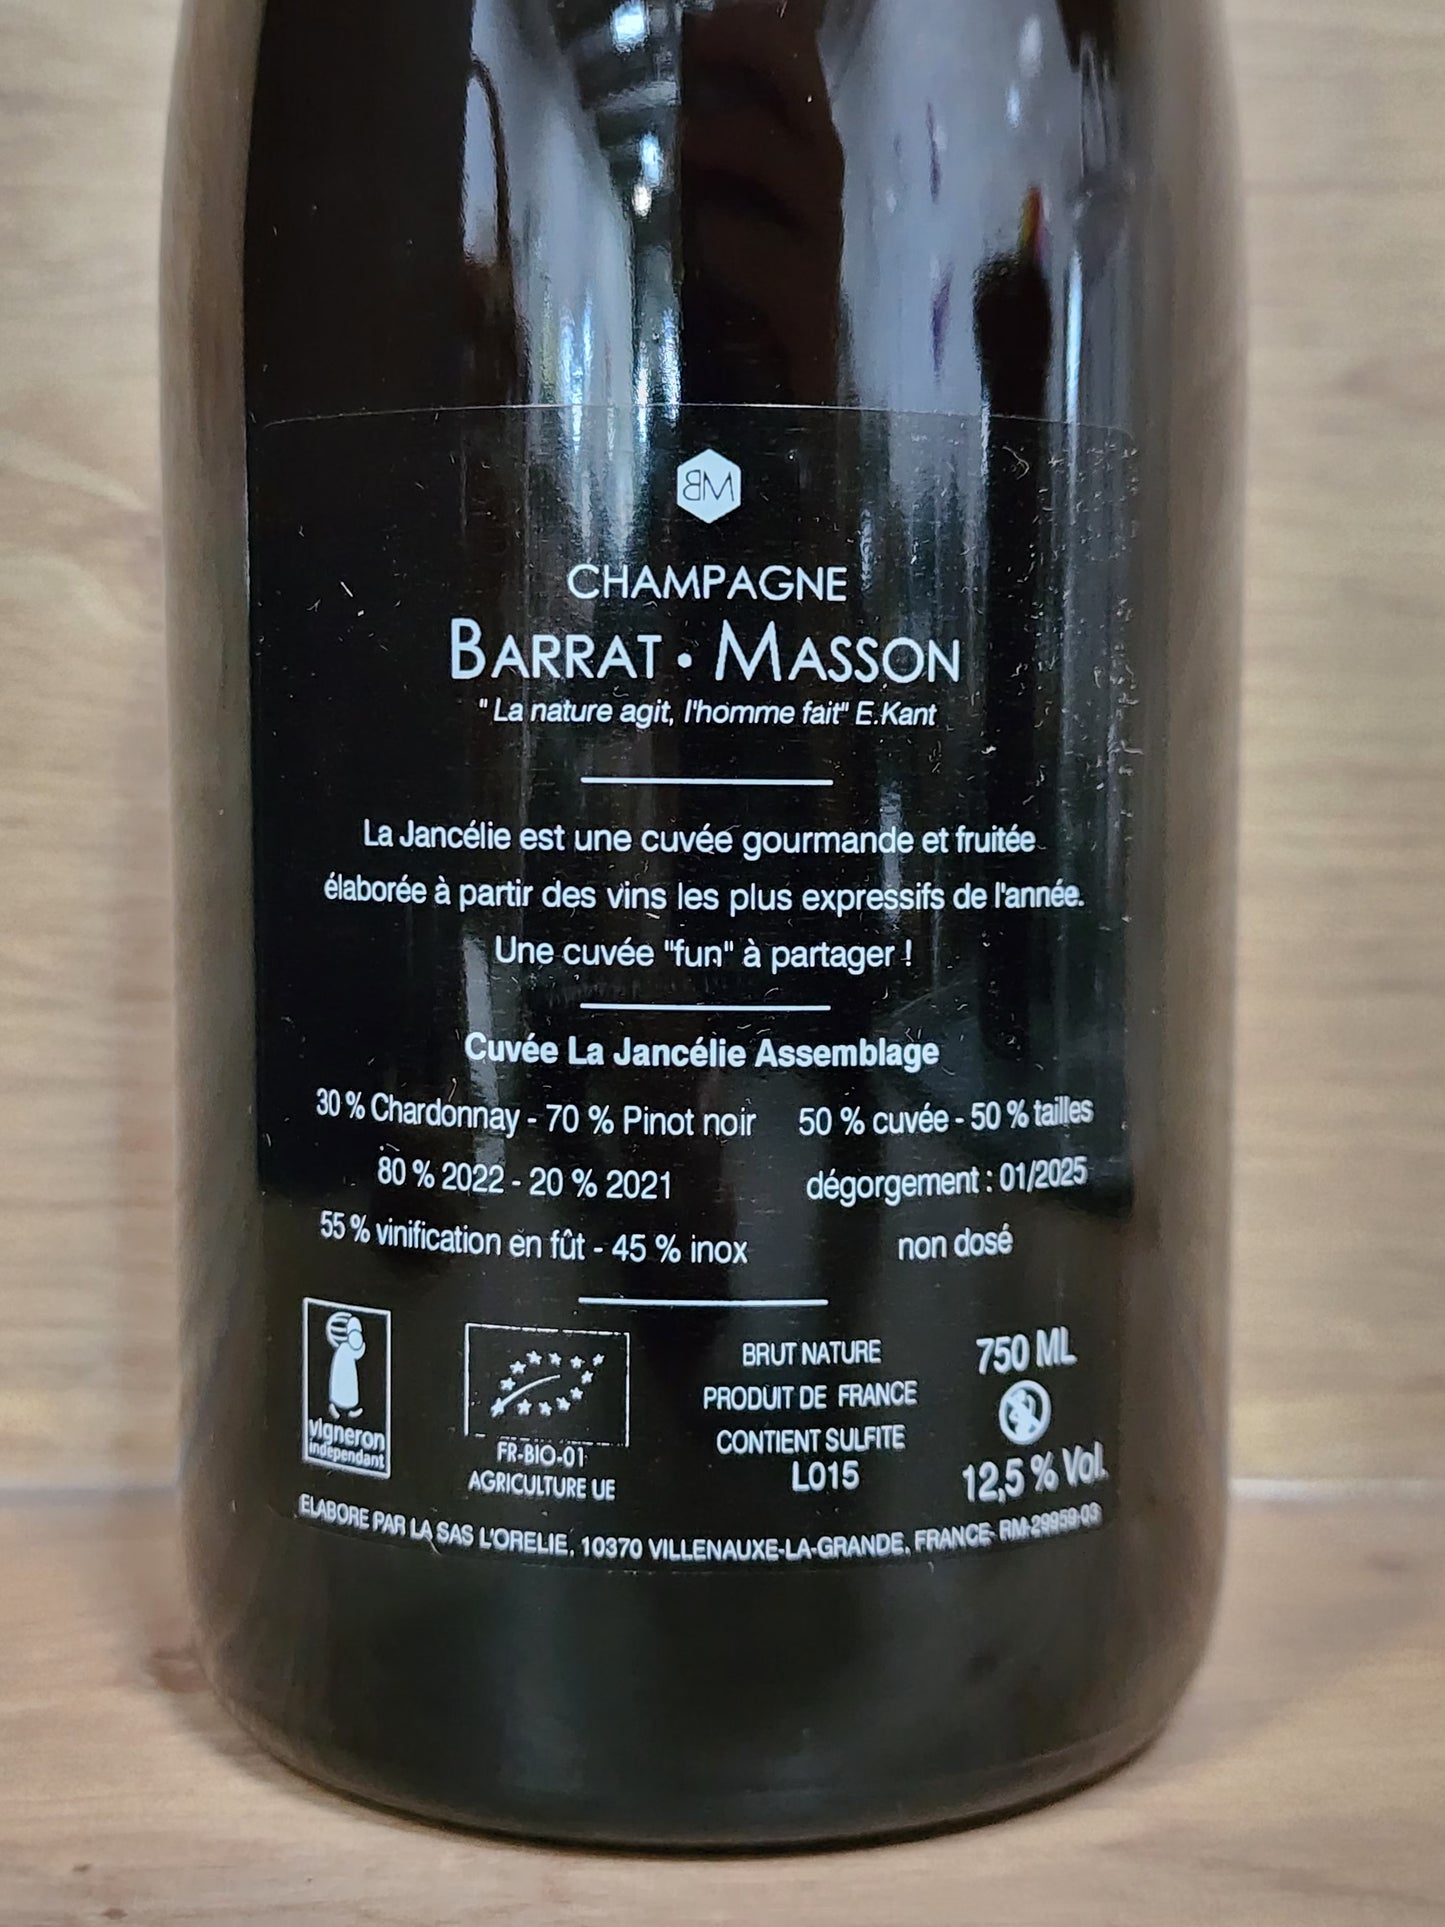 BM
CHAMPAGNE
BARRAT • MASSON
" La nature agit, l'homme fait" E.Kant
La Jancélie est une cuvée gourmande et fruitée
élaborée à partir des vins les plus expressifs de l'année.
Une cuvée "fun" à partager !
Cuvée La Jancélie Assemblage
30 % Chardonnay - 70 % Pinot noir 50 % cuvée - 50 % tailles
80 % 2022 - 20 % 2021 dégorgement : 01/2025
55 % vinification en fût - 45 % inox non dosé
vigneron
indépendant
FR-BIO-01
AGRICULTURE UE
BRUT NATURE
PRODUIT DE FRANCE
CONTIENT SULFITE
L015
750 ML
12,5 % Vol.
ELABORE PAR LA SAS L'ORELIE, 10370 VILLENAUXE-LA-GRANDE, FRANCE- RM-29959-03